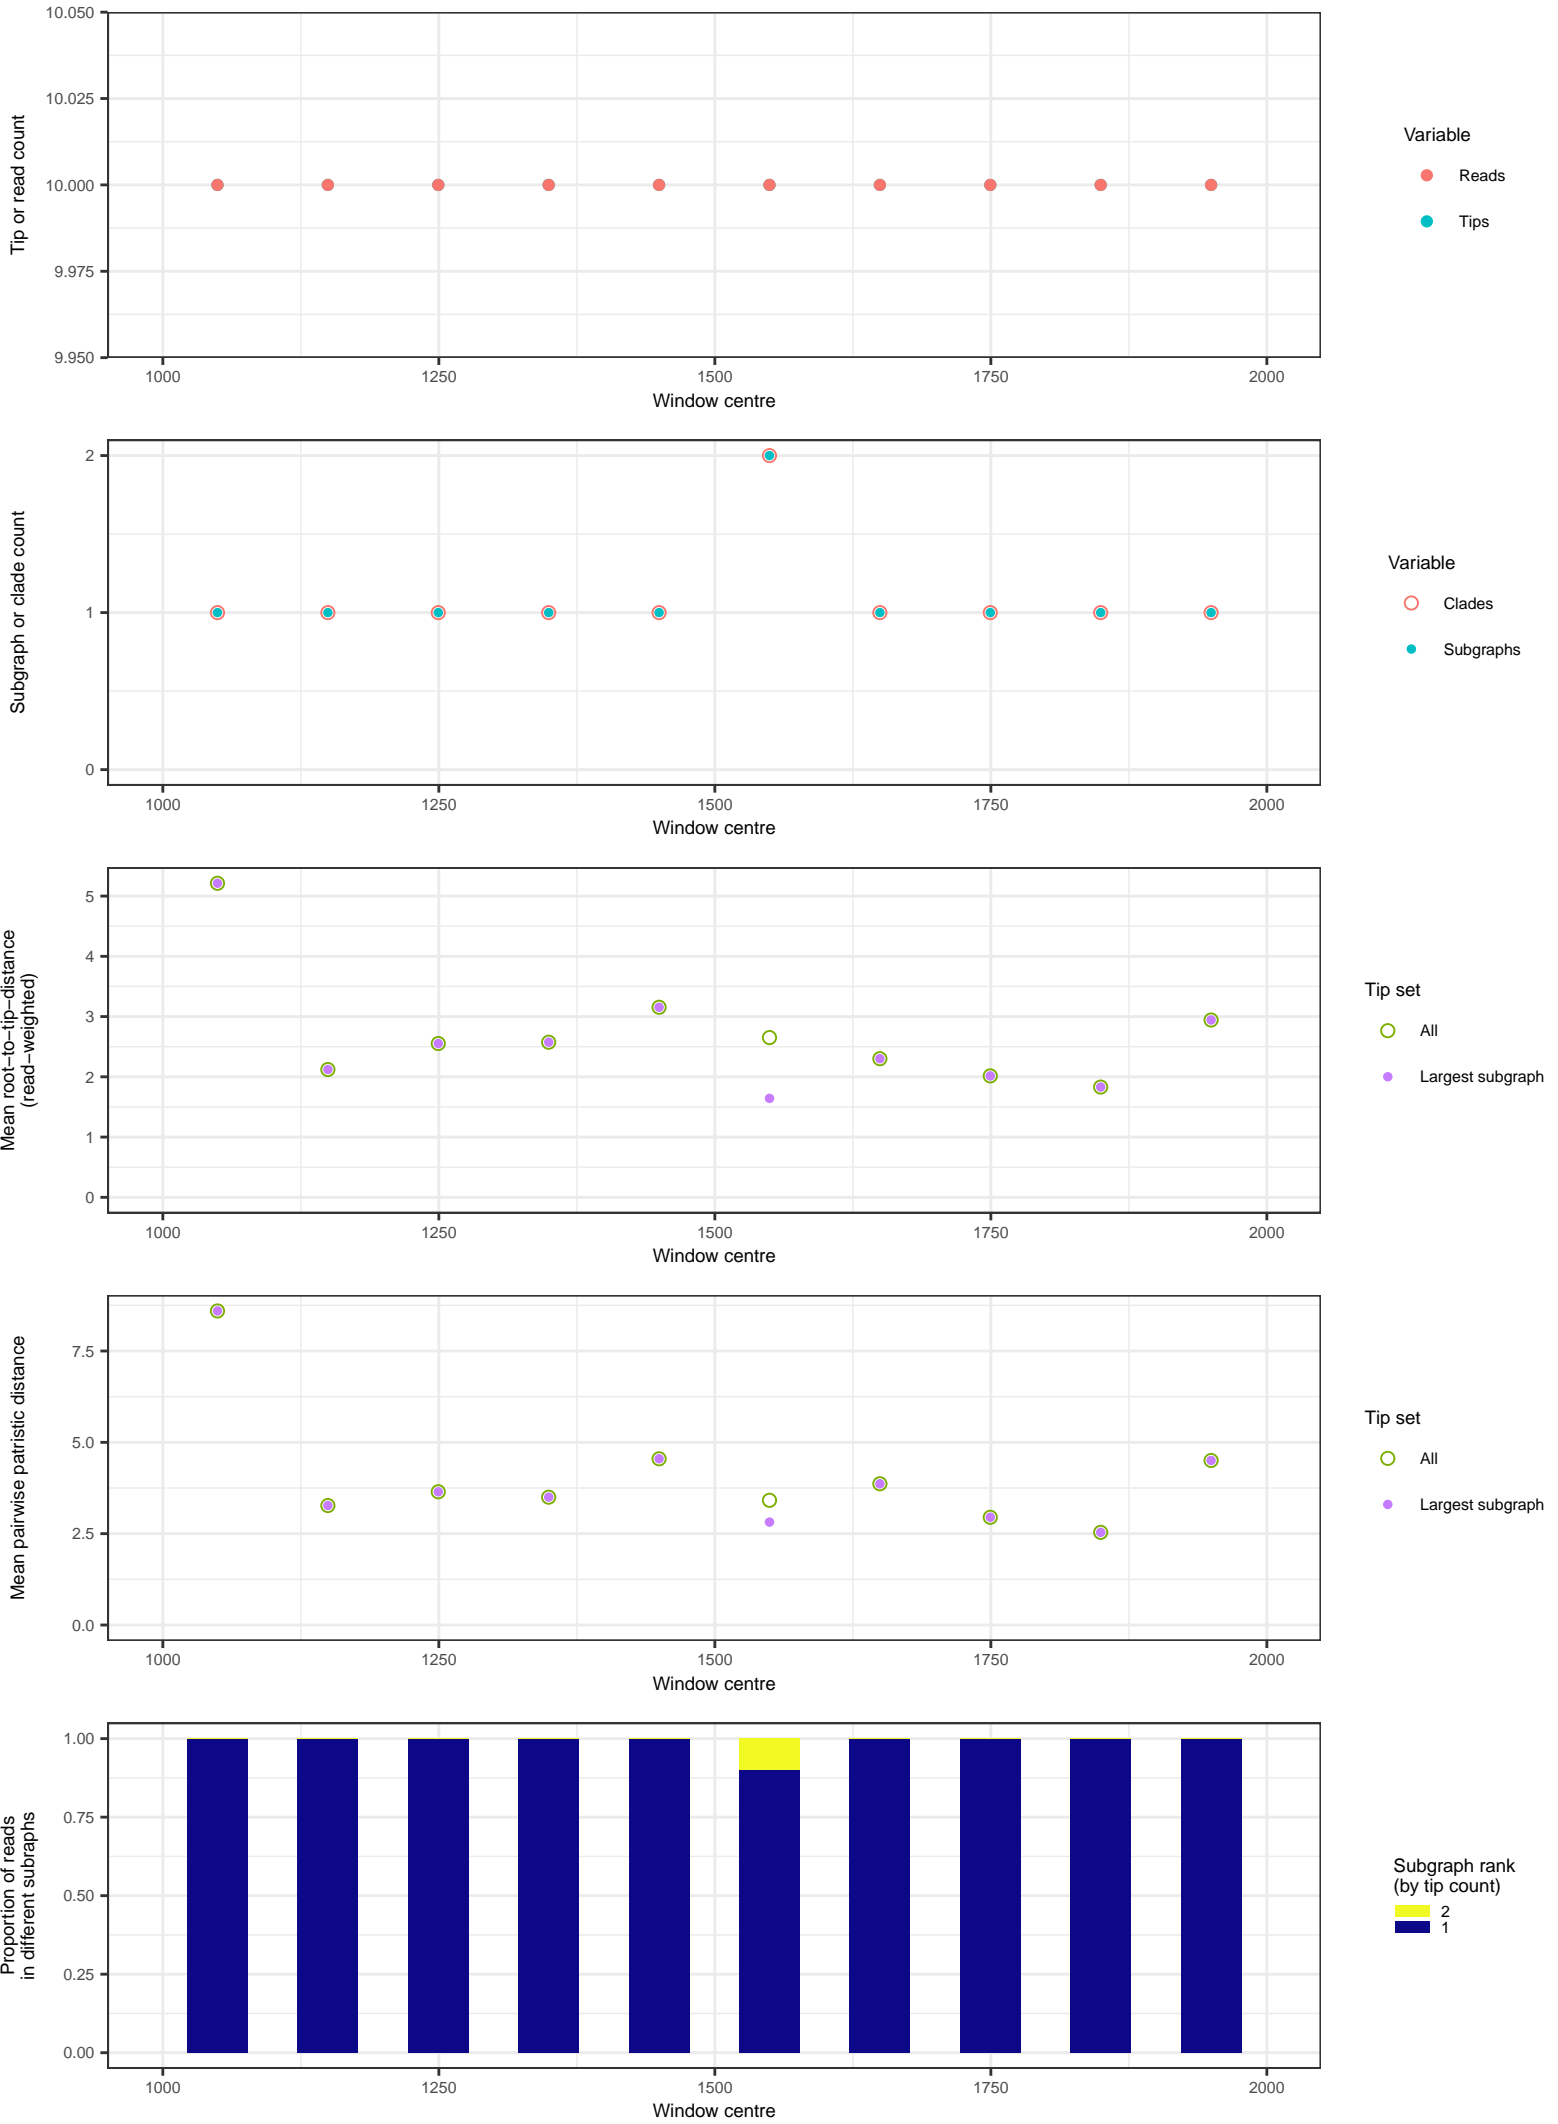 10.050
10.025
10.000
9.975
9.950
Tip or read count
1000 1250 1500 1750 2000
Window centre
Variable
Reads
Tips
2
1
0
Subgraph or clade count
1000 1250 1500 1750 2000
Window centre
Variable
Clades
Subgraphs
5
4
3
2
1
0
Mean root−to−tip−distance
(read−weighted)
1000 1250 1500 1750 2000
Window centre
Tip set
All
Largest subgraph
7.5
5.0
2.5
0.0
Mean pairwise patristic distance
1000 1250 1500 1750 2000
Window centre
Tip set
All
Largest subgraph
1.00
0.75
0.50
0.25
0.00
Proportion of reads
in different subraphs
1000 1250 1500 1750 2000
Window centre
Subgraph rank
(by tip count)
2
1